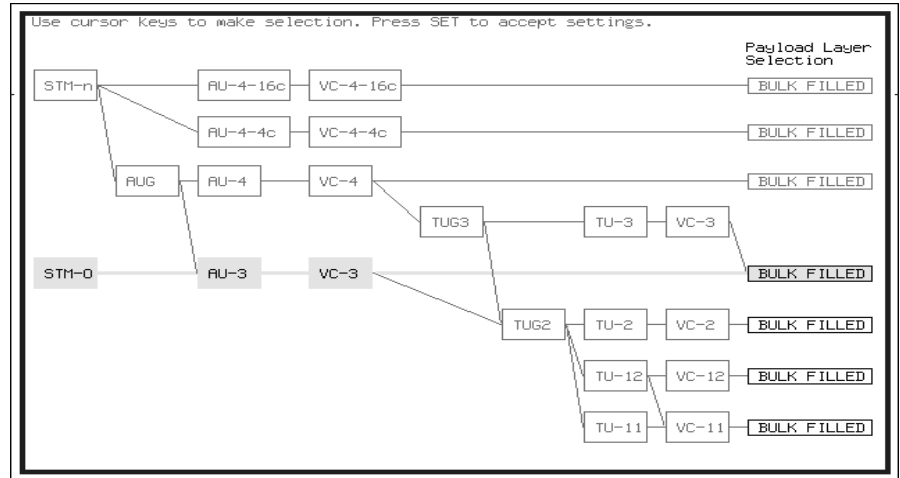 Use cursor keys to make selection. Press SET to accept settings.
Payload Layer
Selection
STM-n AU-4-16c VC-4-16c BULK FILLED
AU-4-4c VC-4-4c BULK FILLED
AUG AU-4 VC-4 BULK FILLED
TUG3 TU-3 VC-3
STM-0 AU-3 VC-3 BULK FILLED
TUG2 TU-2 VC-2 BULK FILLED
TU-12 VC-12 BULK FILLED
TU-11 VC-11 BULK FILLED